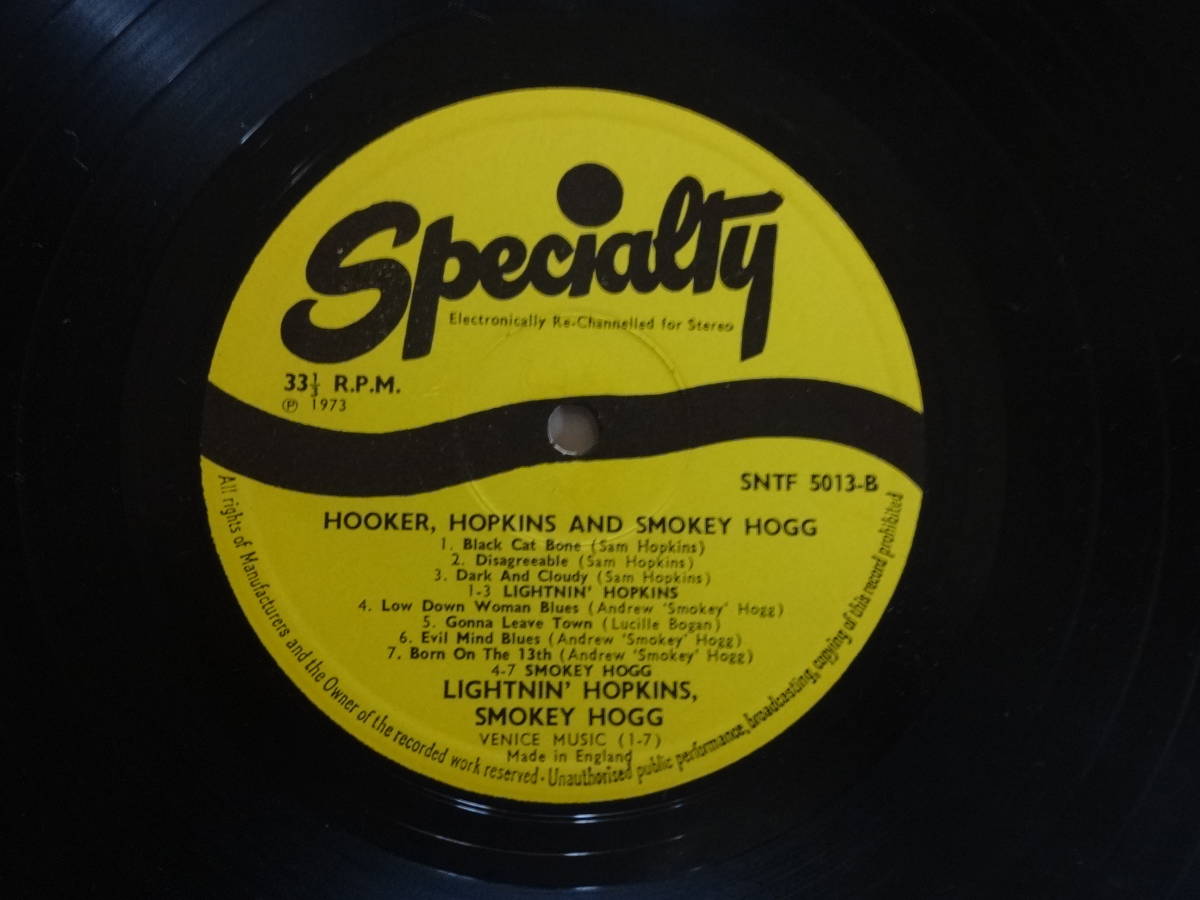 Specialty
Electronically Re-Channelled for Stereo
33⅓ R.P.M.
℗ 1973
SNTF 5013-B
HOOKER, HOPKINS AND SMOKEY HOGG
1. Black Cat Bone (Sam Hopkins)
2. Disagreeable (Sam Hopkins)
3. Dark And Cloudy (Sam Hopkins)
1-3 LIGHTNIN' HOPKINS
4. Low Down Woman Blues (Andrew 'Smokey' Hogg)
5. Gonna Leave Town (Lucille Bogan)
6. Evil Mind Blues (Andrew 'Smokey' Hogg)
7. Born On The 13th (Andrew 'Smokey' Hogg)
4-7 SMOKEY HOGG
LIGHTNIN' HOPKINS,
SMOKEY HOGG
VENICE MUSIC (1-7)
Made in England
All rights of Manufacturers and the Owner of the recorded work reserved · Unauthorised public performance, broadcasting, copying of this record prohibited